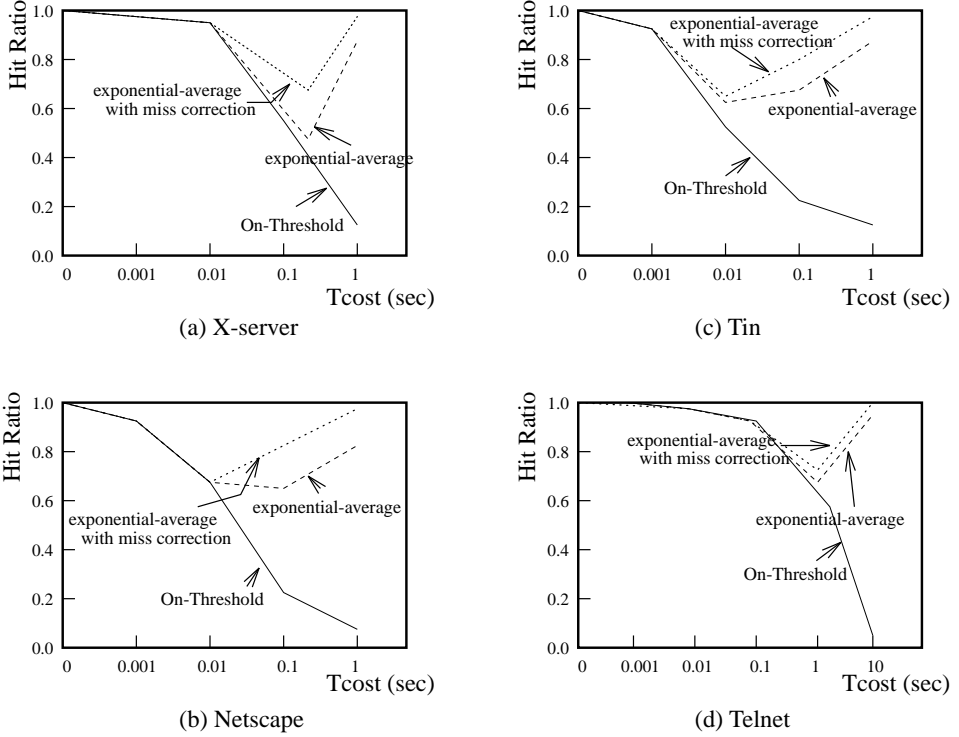 Hit Ratio
1.0
0.8
0.6
0.4
0.2
0.0
exponential-average
with miss correction
exponential-average
On-Threshold
0
0.001
0.01
0.1
1
Tcost (sec)
(a) X-server
Hit Ratio
1.0
0.8
0.6
0.4
0.2
0.0
exponential-average
with miss correction
exponential-average
On-Threshold
0
0.001
0.01
0.1
1
Tcost (sec)
(c) Tin
Hit Ratio
1.0
0.8
0.6
0.4
0.2
0.0
exponential-average
exponential-average
with miss correction
On-Threshold
0
0.001
0.01
0.1
1
Tcost (sec)
(b) Netscape
Hit Ratio
1.0
0.8
0.6
0.4
0.2
0.0
exponential-average
with miss correction
exponential-average
On-Threshold
0
0.001
0.01
0.1
1
10
Tcost (sec)
(d) Telnet